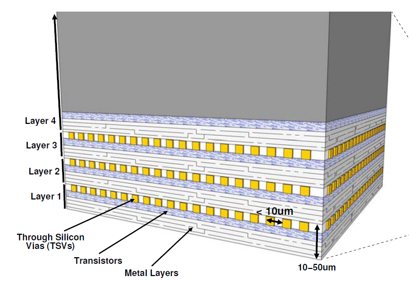 Layer 4
Layer 3
Layer 2
Layer 1
< 10um
Through Silicon
Vias (TSVs)
Transistors
Metal Layers
10-50um